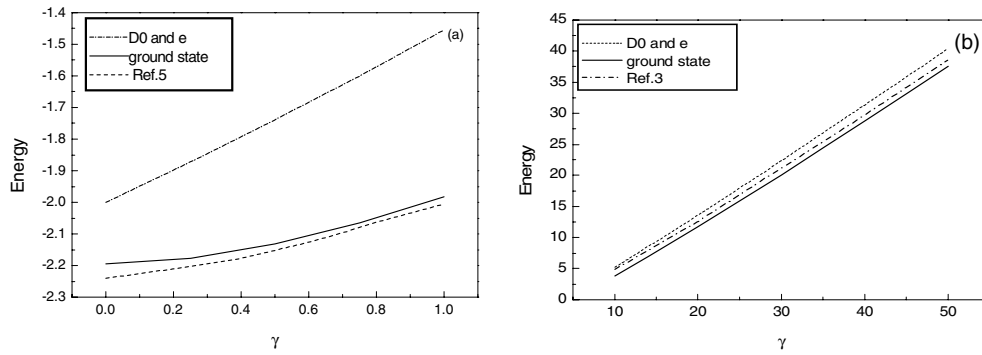 -1.4
-1.5
-1.6
-1.7
-1.8
-1.9
-2.0
-2.1
-2.2
-2.3
Energy
D0 and e
ground state
Ref.5
(a)
0.0 0.2 0.4 0.6 0.8 1.0
γ
45
40
35
30
25
20
15
10
5
0
Energy
D0 and e
ground state
Ref.3
(b)
10 20 30 40 50
γ